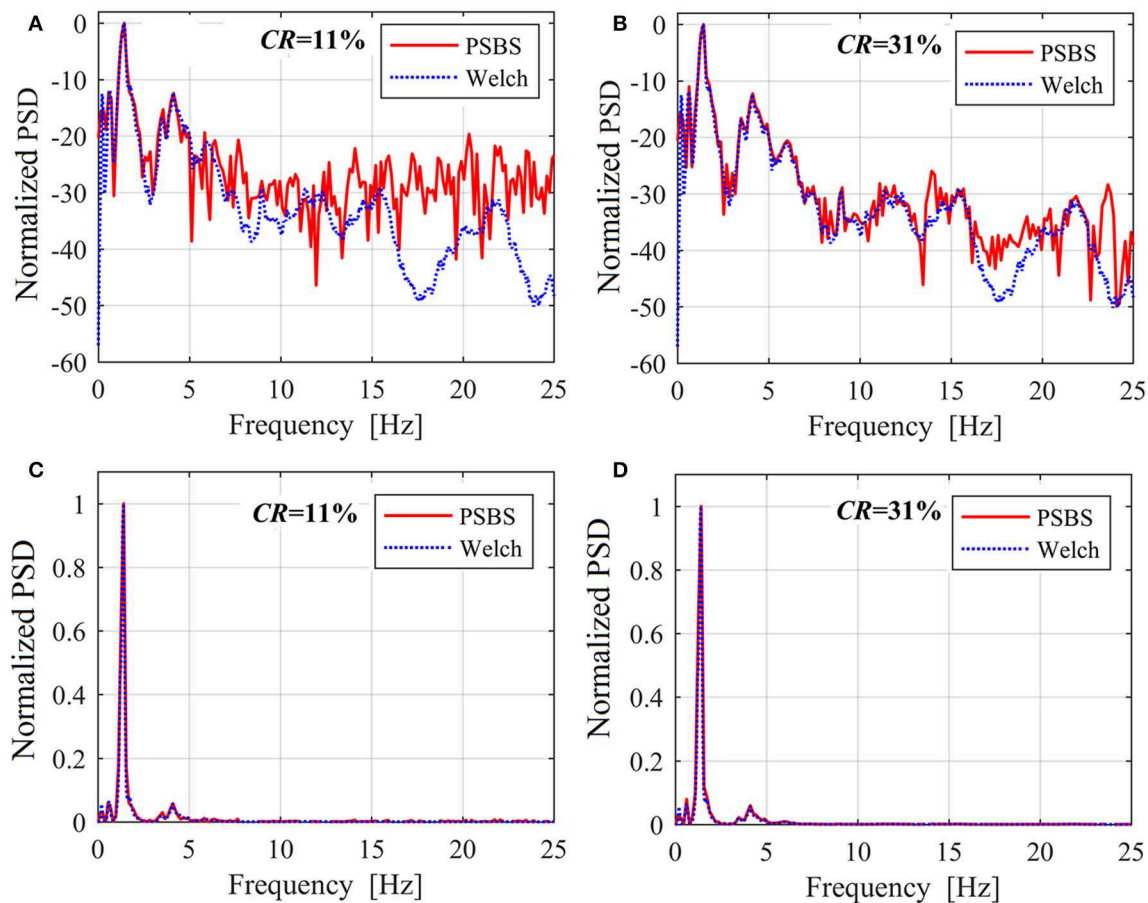 A
CR=11%
PSBS
Welch
Normalized PSD
0
-10
-20
-30
-40
-50
-60
0 5 10 15 20 25
Frequency [Hz]
B
CR=31%
PSBS
Welch
Normalized PSD
0
-10
-20
-30
-40
-50
-60
0 5 10 15 20 25
Frequency [Hz]
C
CR=11%
PSBS
Welch
Normalized PSD
1
0.8
0.6
0.4
0.2
0
0 5 10 15 20 25
Frequency [Hz]
D
CR=31%
PSBS
Welch
Normalized PSD
1
0.8
0.6
0.4
0.2
0
0 5 10 15 20 25
Frequency [Hz]